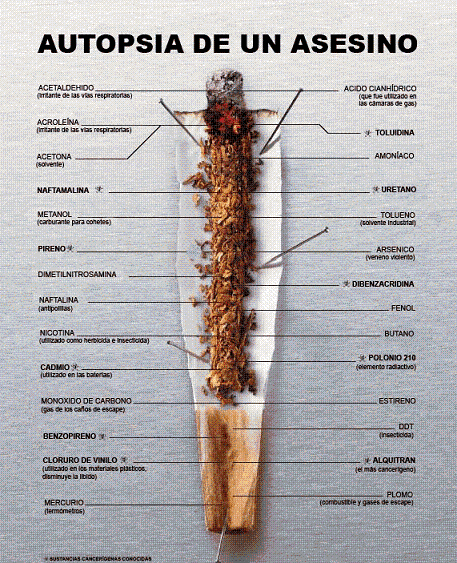 AUTOPSIA DE UN ASESINO
ACETALDEHIDO
(irritante de las vías respiratorias)
ACROLEÍNA
(irritante de las vías respiratorias)
ACETONA
(solvente)
NAFTAMALINA
METANOL
(carburante para cohetes)
PIRENO
DIMETILNITROSAMINA
NAFTALINA
(antipolillas)
NICOTINA
(utilizado como herbicida e insecticida)
CADMIO
(utilizado en las baterías)
MONOXIDO DE CARBONO
(gas de los caños de escape)
BENZOPIRENO
CLORURO DE VINILO
(utilizado en los materiales plásticos,
disminuye la libido)
MERCURIO
(termómetros)
ACIDO CIANHÍDRICO
(que fue utilizado en
las cámaras de gas)
TOLUIDINA
AMONÍACO
URETANO
TOLUENO
(solvente industrial)
ARSENICO
(veneno violento)
DIBENZACRIDINA
FENOL
BUTANO
POLONIO 210
(elemento radiactivo)
ESTIRENO
DDT
(insecticida)
ALQUITRAN
(el más cancerígeno)
PLOMO
(combustible y gases de escape)
SUSTANCIAS CANCERÍGENAS CONOCIDAS